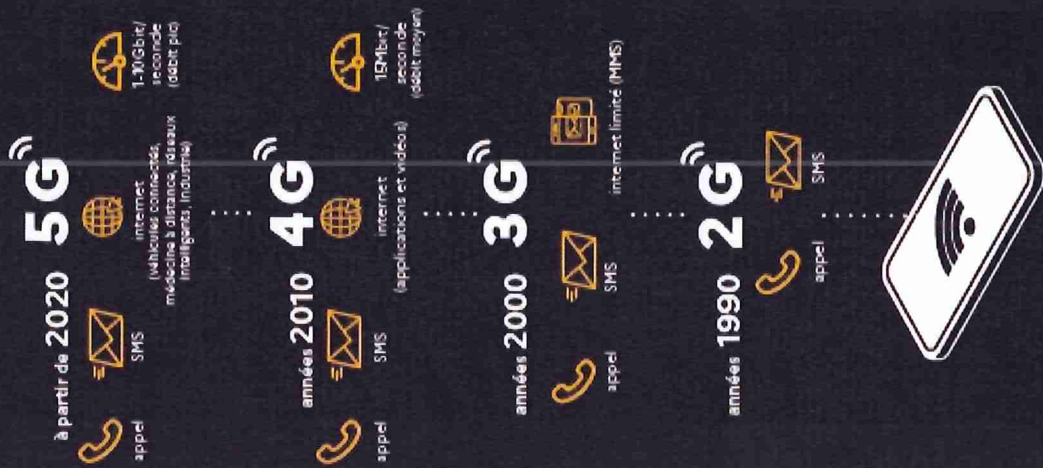 à partir de 2020 5G
appel
SMS
internet
(véhicules connectés,
médecine à distance, réseaux
intelligents, industrie)
1-10Gbit/
seconde
(débit pic)
années 2010 4G
appel
SMS
internet
(applications et vidéos)
15Mbit/
seconde
(débit moyen)
années 2000 3G
appel
SMS
internet limité (MMS)
années 1990 2G
appel
SMS